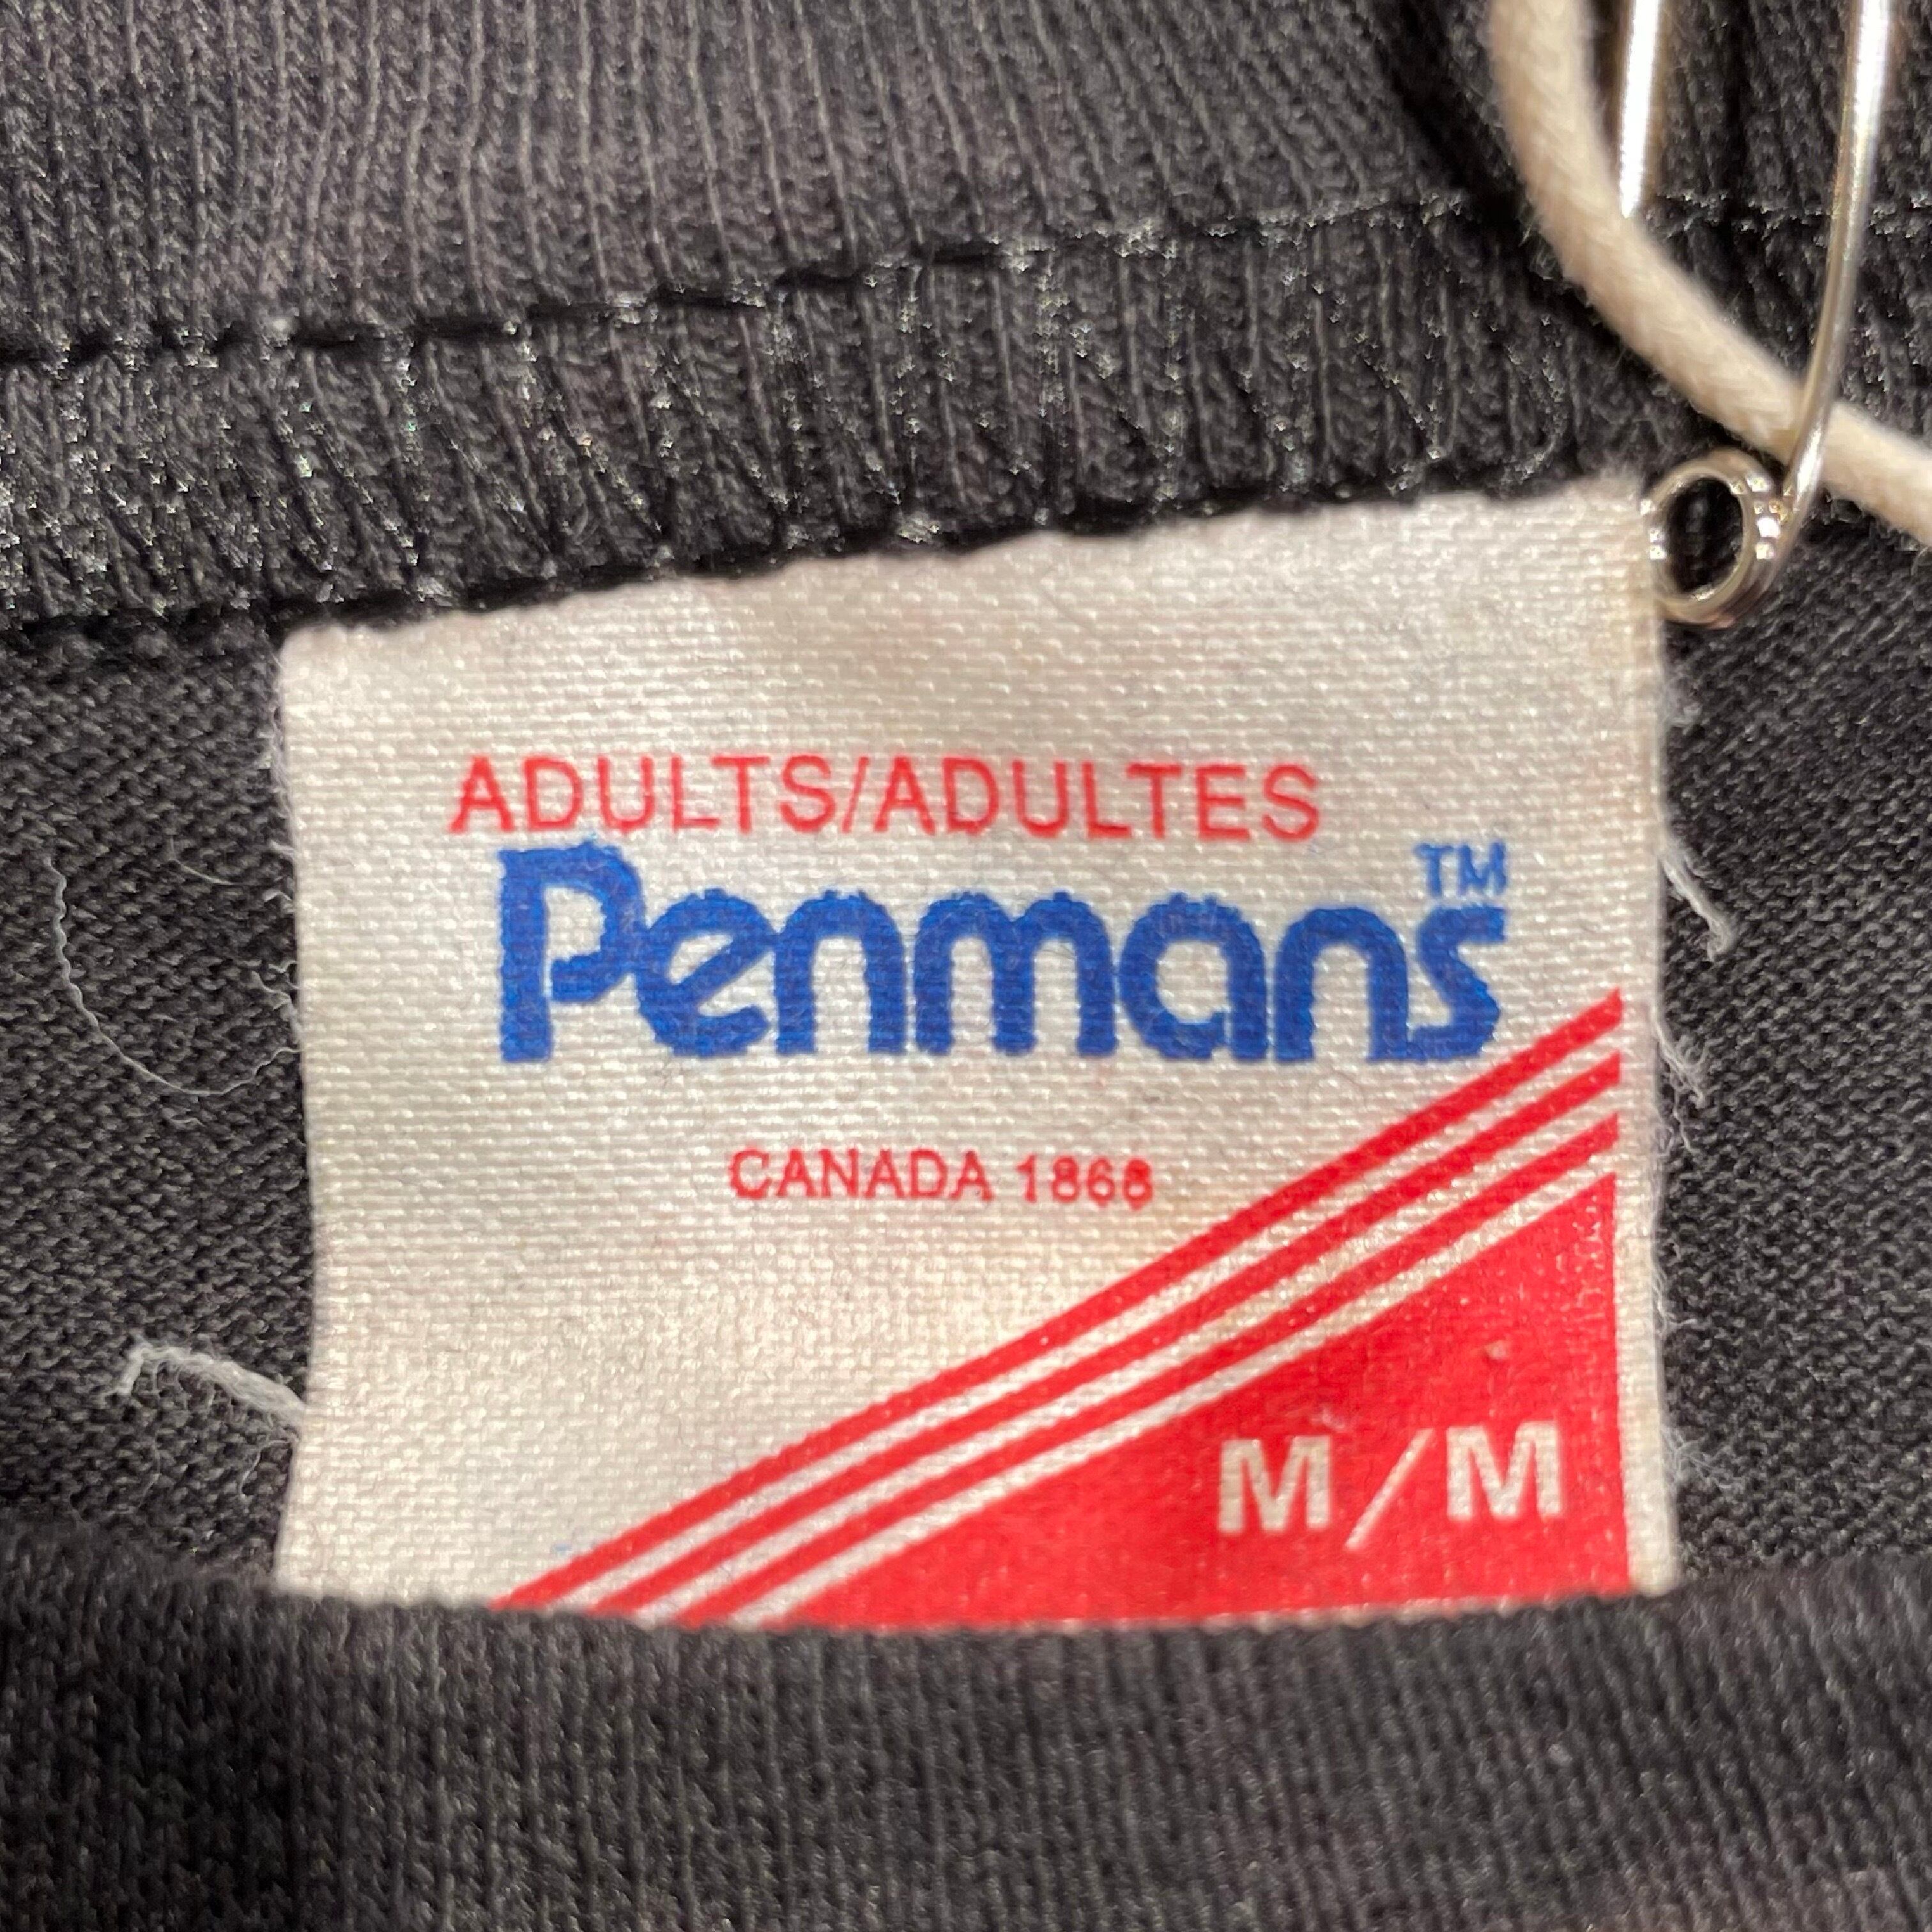 ADULTS/ADULTES
Penmans™
CANADA 1868
M/M